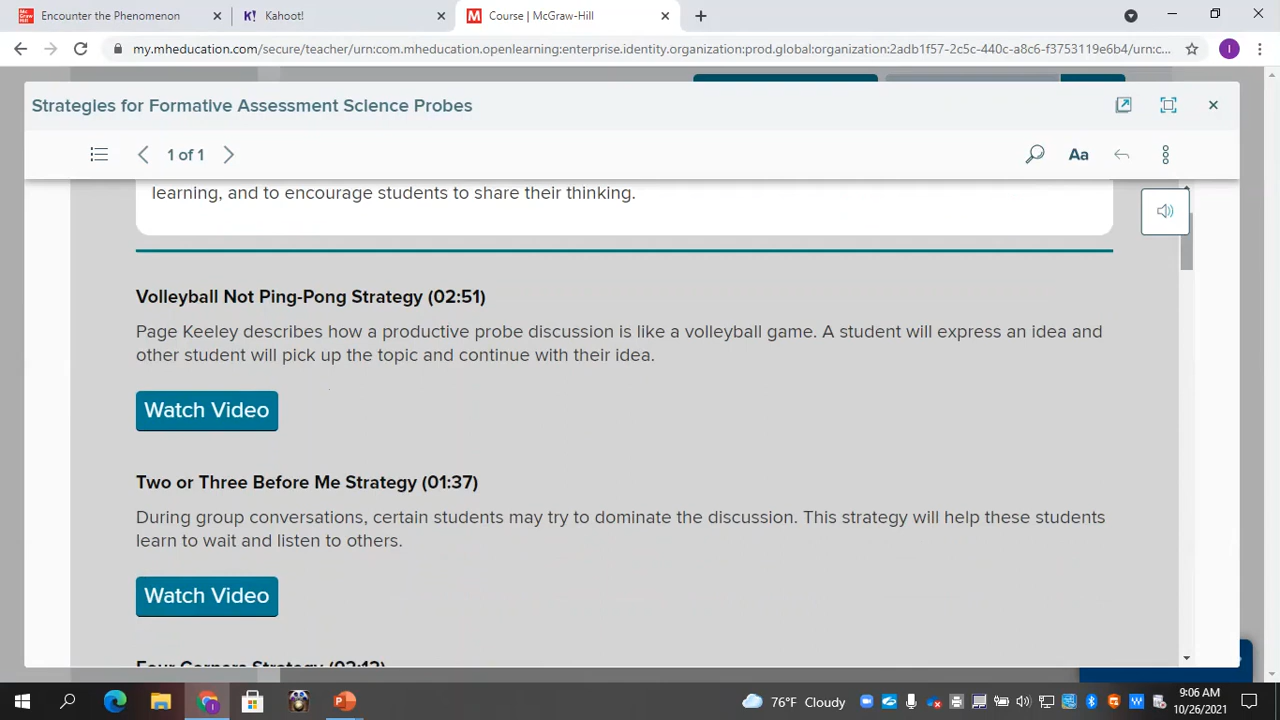 Encounter the Phenomenon
Kahoot!
Course | McGraw-Hill
my.mheducation.com/secure/teacher/urn:com.mheducation.openlearning:enterprise.identity.organization:prod.global:organization:2adb1f57-2c5c-440c-a8c6-f3753119e6b4/urn:c...
Strategies for Formative Assessment Science Probes
1 of 1
Aa
learning, and to encourage students to share their thinking.
Volleyball Not Ping-Pong Strategy (02:51)
Page Keeley describes how a productive probe discussion is like a volleyball game. A student will express an idea and
other student will pick up the topic and continue with their idea.
Watch Video
Two or Three Before Me Strategy (01:37)
During group conversations, certain students may try to dominate the discussion. This strategy will help these students
learn to wait and listen to others.
Watch Video
Four Corners Strategy (02:12)
76°F Cloudy
9:06 AM
10/26/2021